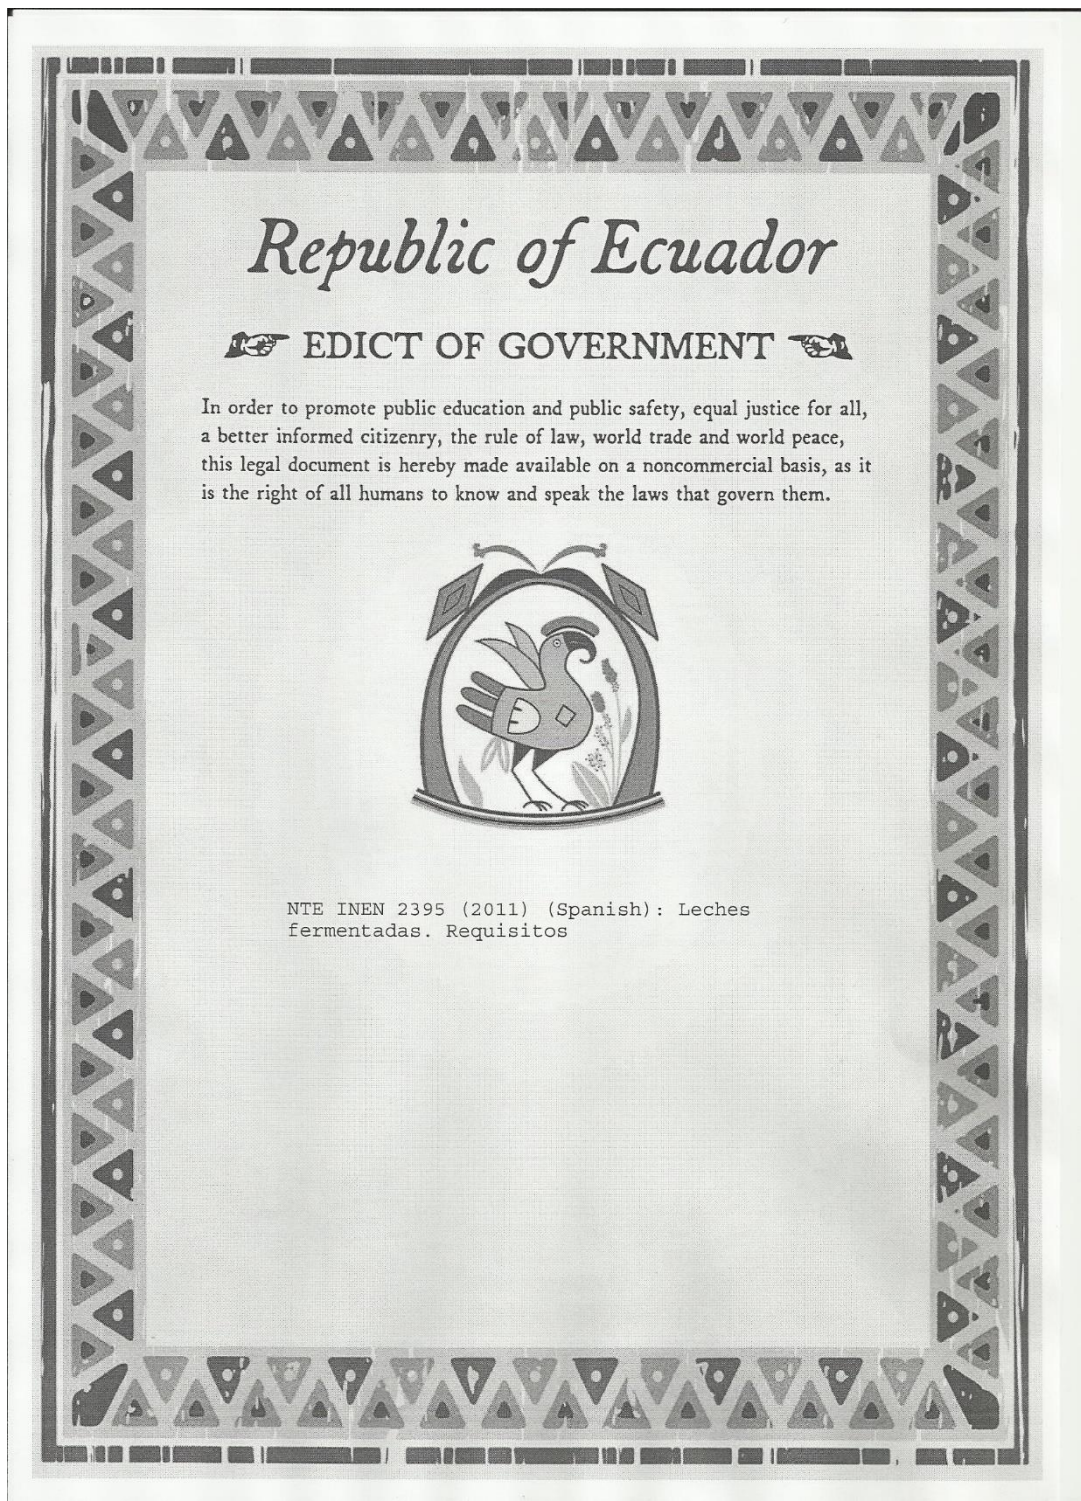 Republic of Ecuador
EDICT OF GOVERNMENT
In order to promote public education and public safety, equal justice for all,
a better informed citizenry, the rule of law, world trade and world peace,
this legal document is hereby made available on a noncommercial basis, as it
is the right of all humans to know and speak the laws that govern them.
NTE INEN 2395 (2011) (Spanish): Leches
fermentadas. Requisitos